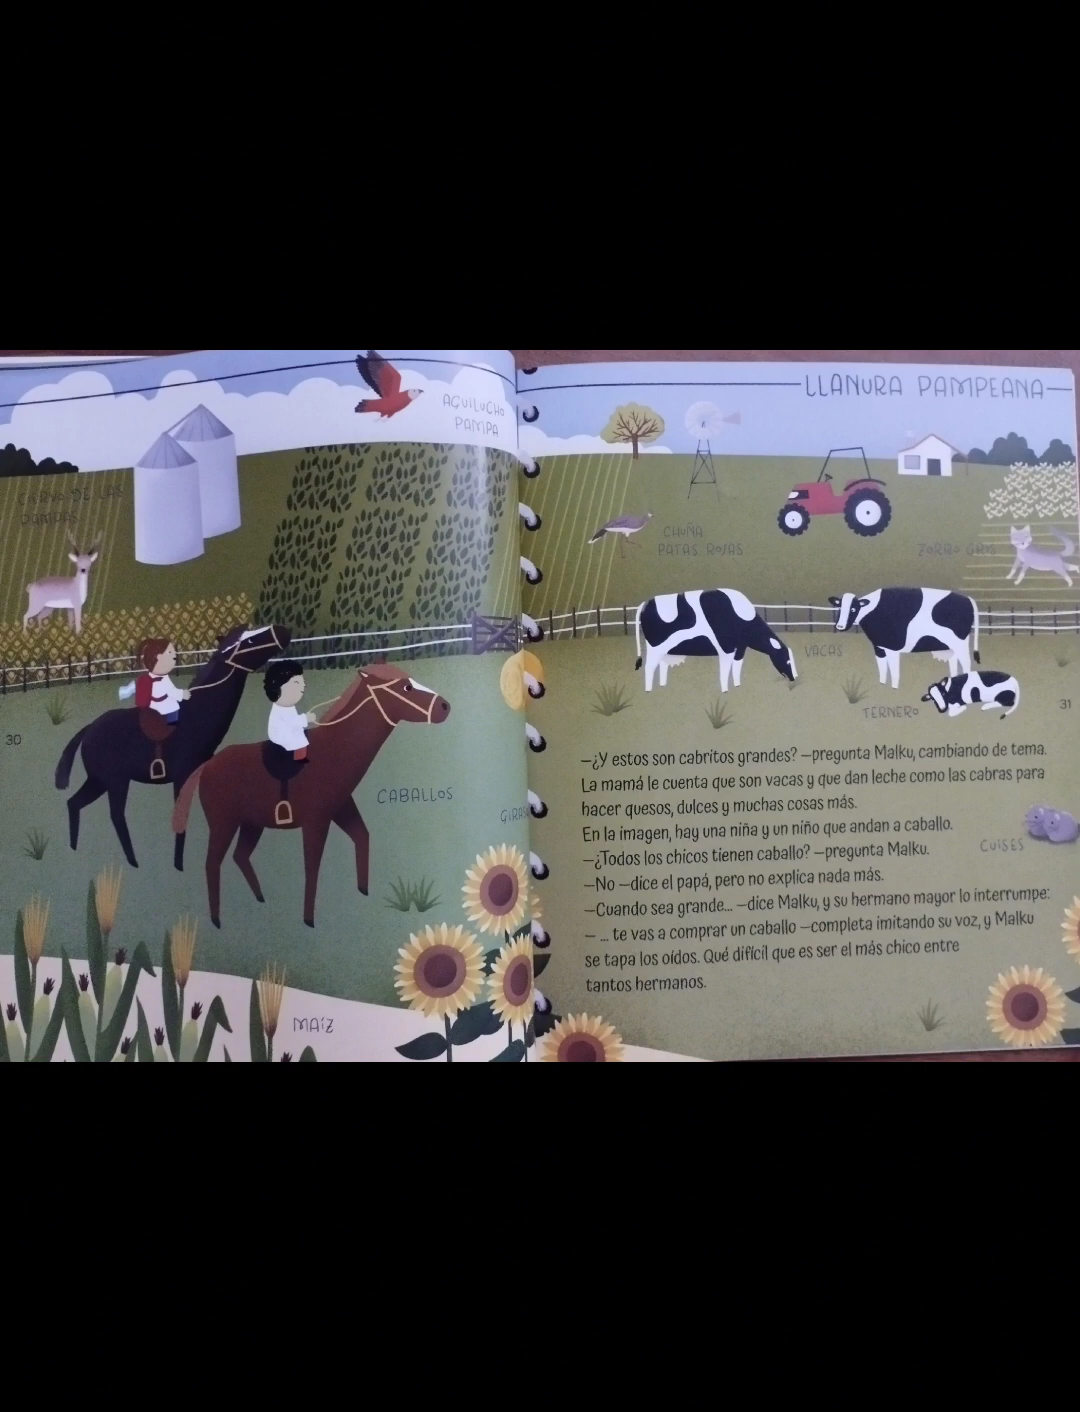 AGUILUCHO
PAMPA
CIERVO DE LAS
PAMPAS
30
CABALLOS
MAÍZ
LLANURA PAMPEANA
CHUÑA
PATAS ROJAS
ZORRO GRIS
VACAS
TERNERO
31
—¿Y estos son cabritos grandes? —pregunta Malku, cambiando de tema.
La mamá le cuenta que son vacas y que dan leche como las cabras para
hacer quesos, dulces y muchas cosas más.
En la imagen, hay una niña y un niño que andan a caballo.
—¿Todos los chicos tienen caballo? —pregunta Malku.
—No —dice el papá, pero no explica nada más.
—Cuando sea grande... —dice Malku, y su hermano mayor lo interrumpe:
— ... te vas a comprar un caballo —completa imitando su voz, y Malku
se tapa los oídos. Qué difícil que es ser el más chico entre
tantos hermanos.
CUISES